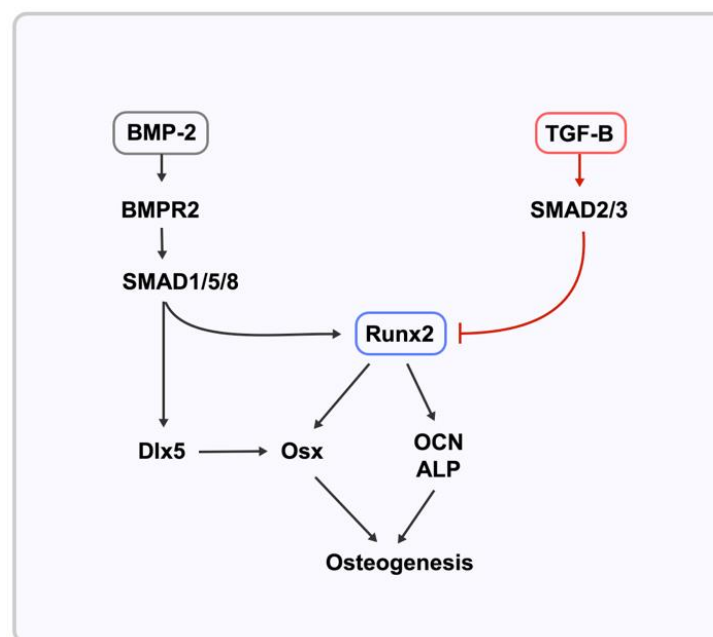 BMP-2
TGF-B
BMPR2
SMAD2/3
SMAD1/5/8
Runx2
Dlx5
Osx
OCN
ALP
Osteogenesis